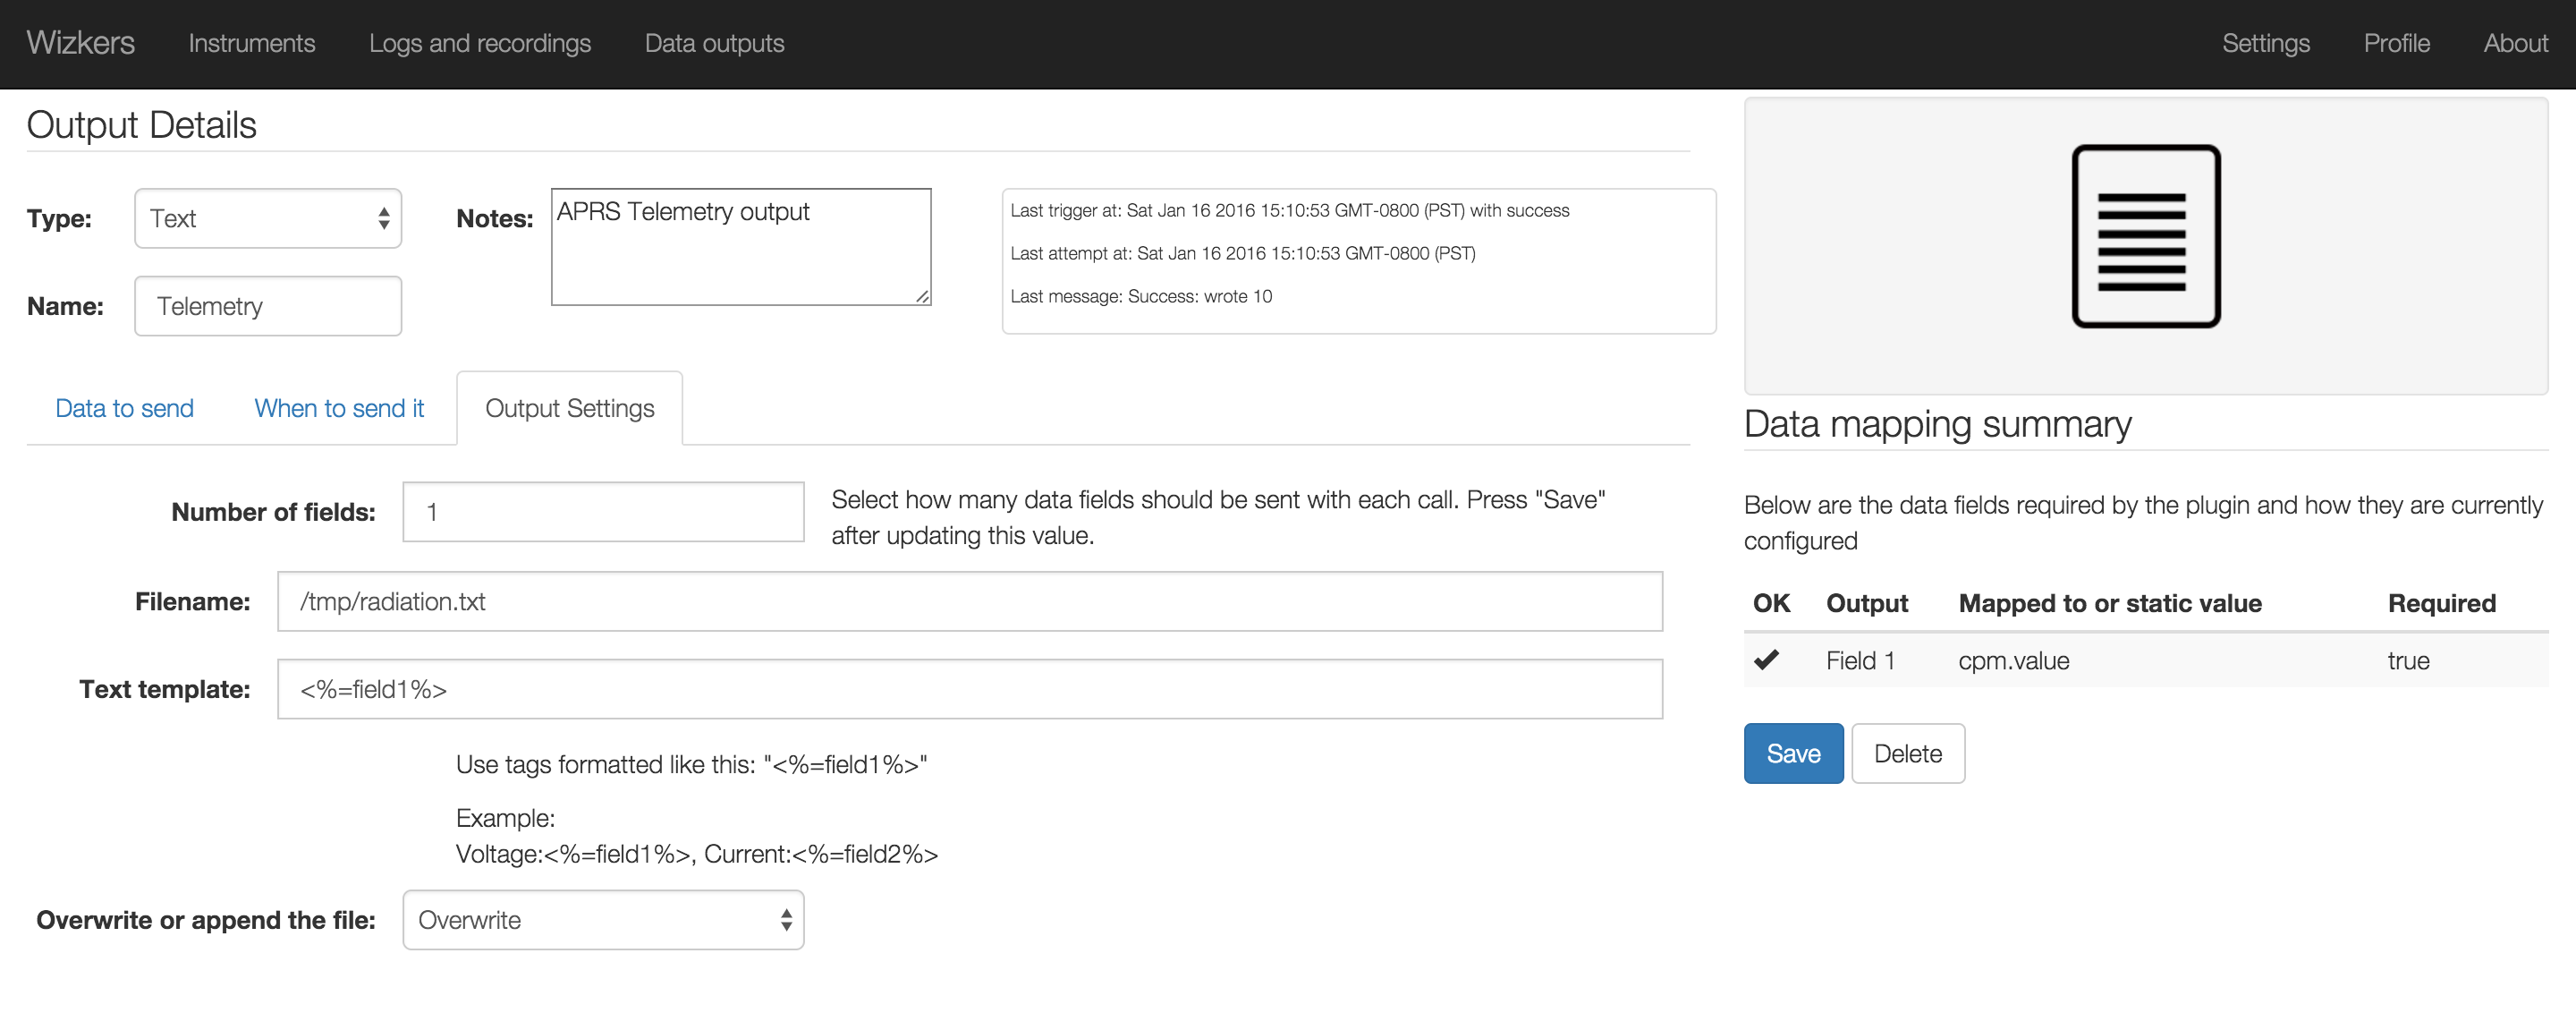 Wizkers Instruments Logs and recordings Data outputs Settings Profile About
Output Details
Type: Text
Name: Telemetry
Notes: APRS Telemetry output
Last trigger at: Sat Jan 16 2016 15:10:53 GMT-0800 (PST) with success
Last attempt at: Sat Jan 16 2016 15:10:53 GMT-0800 (PST)
Last message: Success: wrote 10
Data to send When to send it Output Settings
Number of fields: 1
Select how many data fields should be sent with each call. Press "Save"
after updating this value.
Filename: /tmp/radiation.txt
Text template: <%=field1%>
Use tags formatted like this: "<%=field1%>"
Example:
Voltage:<%=field1%>, Current:<%=field2%>
Overwrite or append the file: Overwrite
Data mapping summary
Below are the data fields required by the plugin and how they are currently
configured
OK Output Mapped to or static value Required
Field 1 cpm.value true
Save Delete